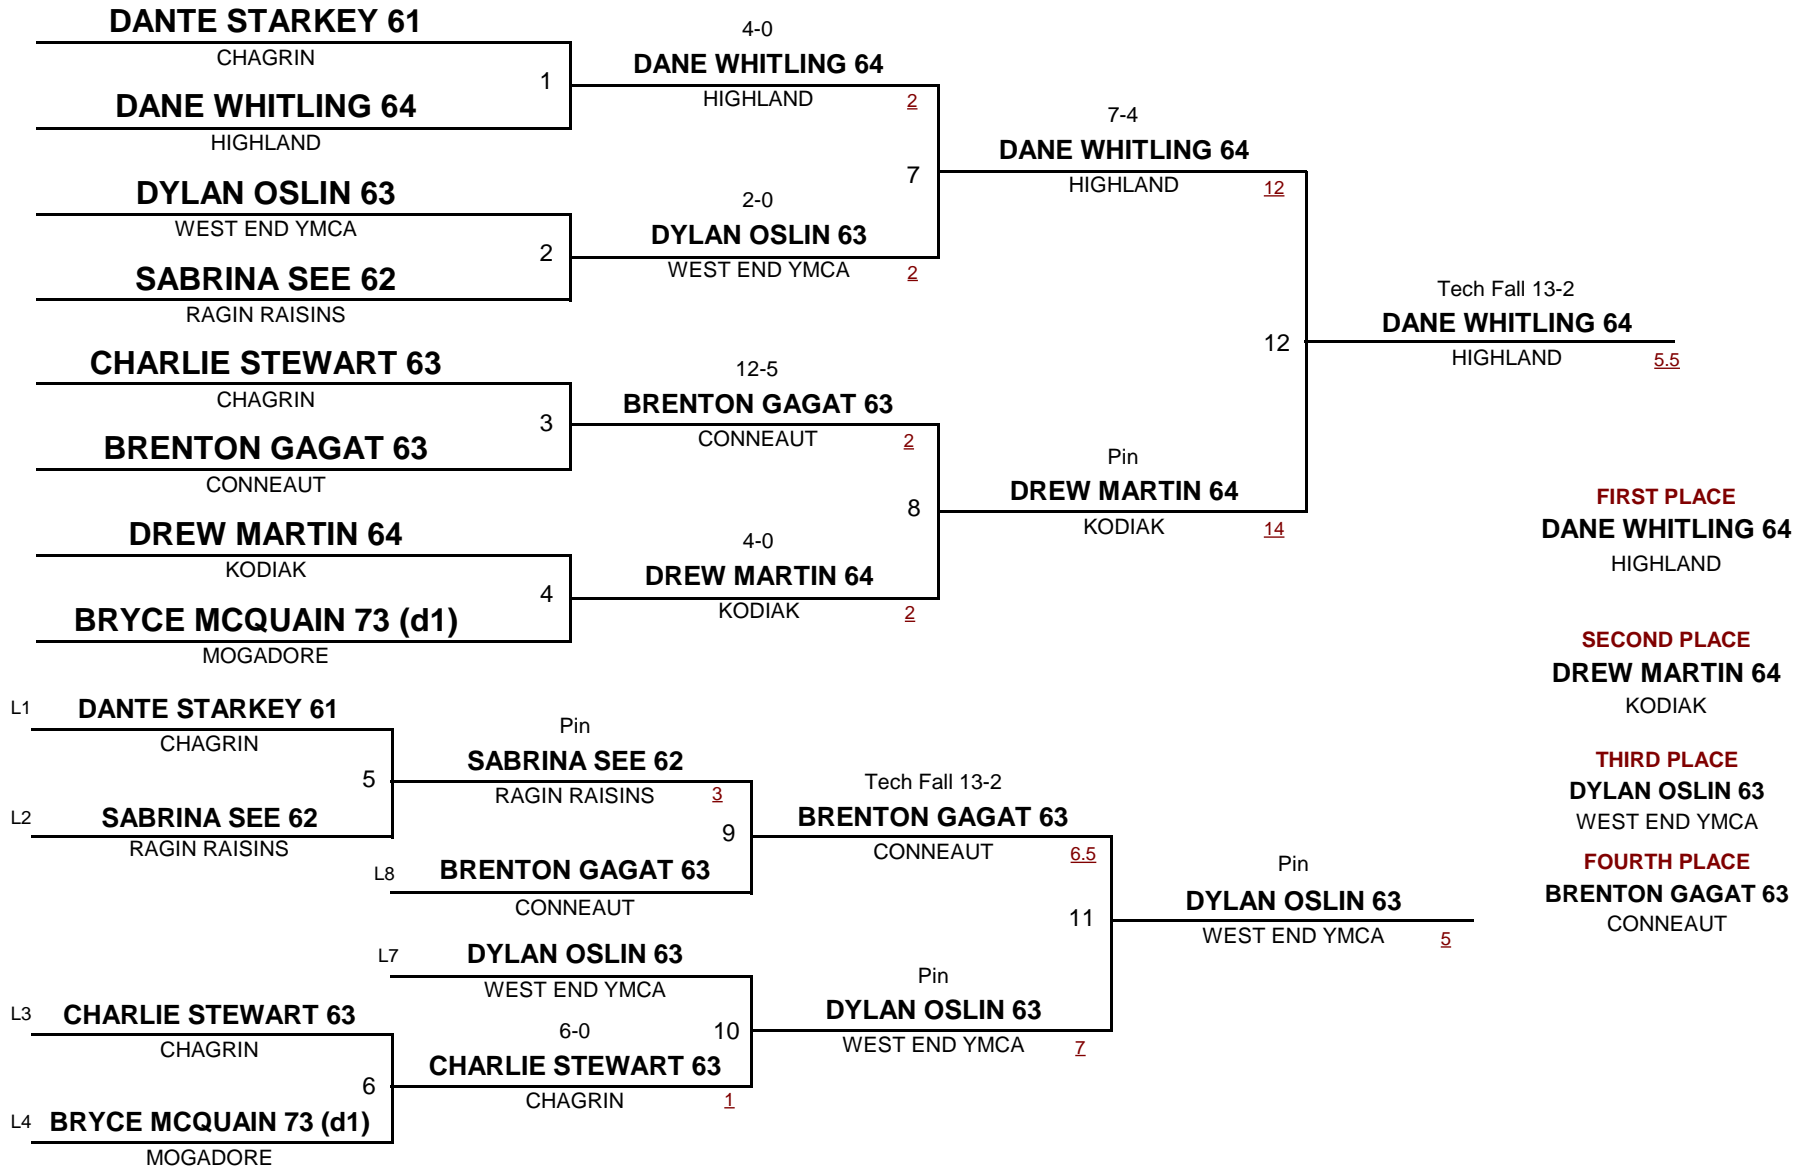 DANTE STARKEY 61
CHAGRIN
1
DANE WHITLING 64
HIGHLAND
DYLAN OSLIN 63
WEST END YMCA
2
SABRINA SEE 62
RAGIN RAISINS
CHARLIE STEWART 63
CHAGRIN
3
BRENTON GAGAT 63
CONNEAUT
DREW MARTIN 64
KODIAK
4
BRYCE MCQUAIN 73 (d1)
MOGADORE
4-0
DANE WHITLING 64
HIGHLAND 2
7
2-0
DYLAN OSLIN 63
WEST END YMCA 2
12-5
BRENTON GAGAT 63
CONNEAUT 2
8
4-0
DREW MARTIN 64
KODIAK 2
7-4
DANE WHITLING 64
HIGHLAND 12
12
Pin
DREW MARTIN 64
KODIAK 14
Tech Fall 13-2
DANE WHITLING 64
HIGHLAND 5.5
FIRST PLACE
DANE WHITLING 64
HIGHLAND
SECOND PLACE
DREW MARTIN 64
KODIAK
THIRD PLACE
DYLAN OSLIN 63
WEST END YMCA
FOURTH PLACE
BRENTON GAGAT 63
CONNEAUT
L1 DANTE STARKEY 61
CHAGRIN
5
L2 SABRINA SEE 62
RAGIN RAISINS
L3 CHARLIE STEWART 63
CHAGRIN
6
L4 BRYCE MCQUAIN 73 (d1)
MOGADORE
Pin
SABRINA SEE 62
RAGIN RAISINS 3
9
L8 BRENTON GAGAT 63
CONNEAUT
L7 DYLAN OSLIN 63
WEST END YMCA
10
6-0
CHARLIE STEWART 63
CHAGRIN 1
Tech Fall 13-2
BRENTON GAGAT 63
CONNEAUT 6.5
11
Pin
DYLAN OSLIN 63
WEST END YMCA 7
Pin
DYLAN OSLIN 63
WEST END YMCA 5